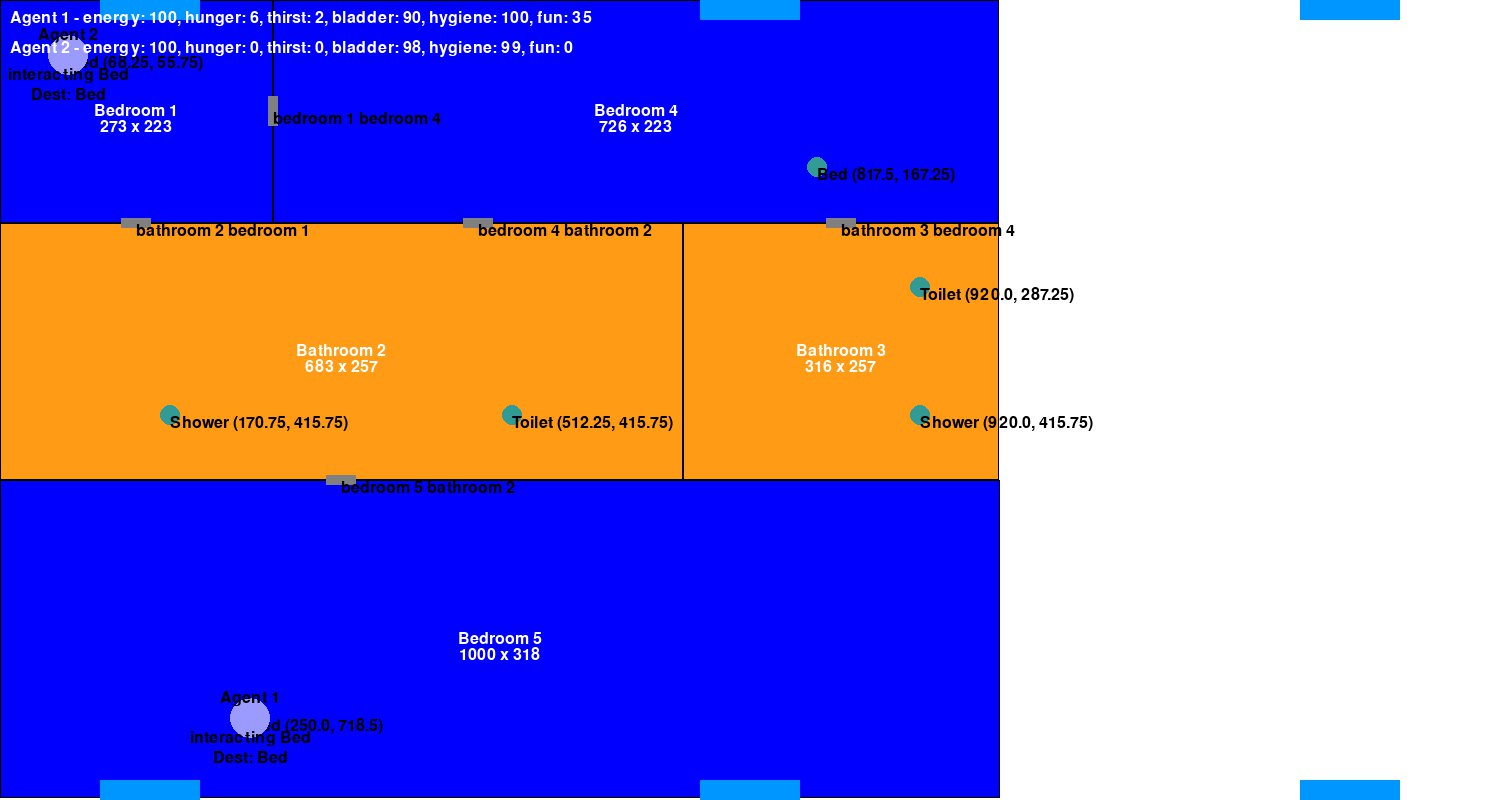 Agent 1 - energy: 100, hunger: 6, thirst: 2, bladder: 90, hygiene: 100, fun: 35
Agent 2
Agent 2 - energy: 100, hunger: 0, thirst: 0, bladder: 98, hygiene: 99, fun: 0
(68.25, 55.75)
interacting Bed
Dest: Bed
Bedroom 1
273 x 223
bedroom 1 bedroom 4
Bedroom 4
726 x 223
Bed (817.5, 167.25)
bathroom 2 bedroom 1
bedroom 4 bathroom 2
bathroom 3 bedroom 4
Toilet (920.0, 287.25)
Bathroom 2
683 x 257
Bathroom 3
316 x 257
Shower (170.75, 415.75)
Toilet (512.25, 415.75)
Shower (920.0, 415.75)
bedroom 5 bathroom 2
Bedroom 5
1000 x 318
Agent 1
(250.0, 718.5)
interacting Bed
Dest: Bed